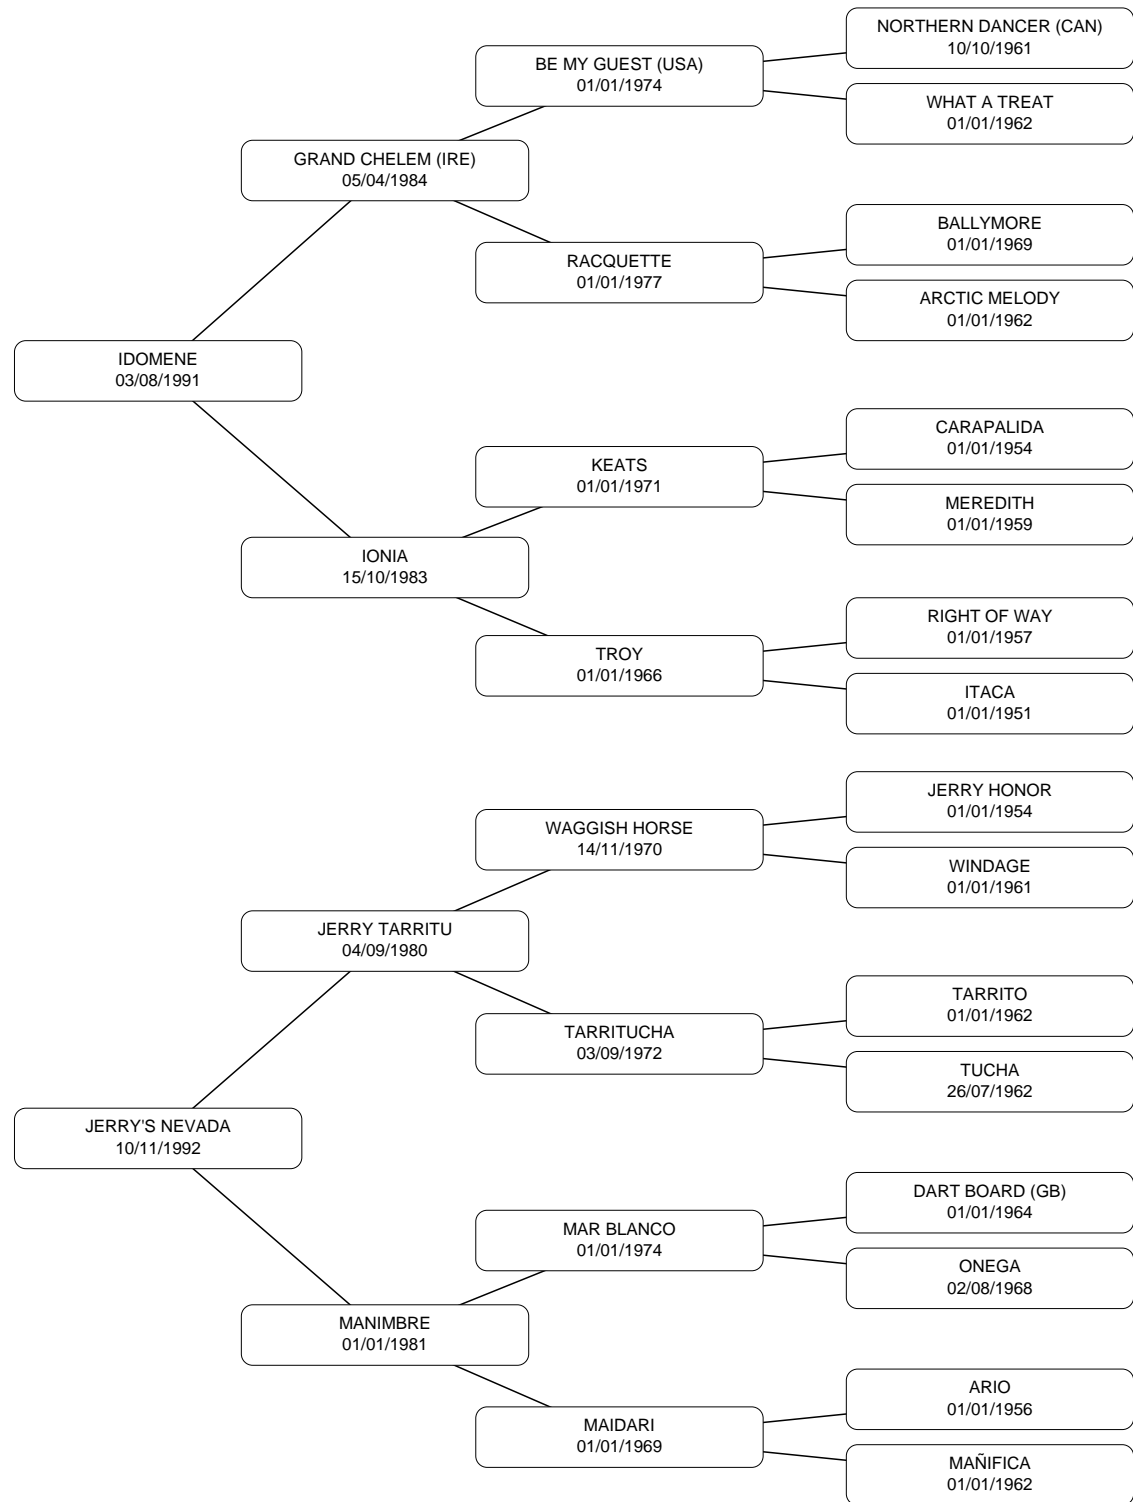 NORTHERN DANCER (CAN)
10/10/1961
BE MY GUEST (USA)
01/01/1974
WHAT A TREAT
01/01/1962
GRAND CHELEM (IRE)
05/04/1984
BALLYMORE
01/01/1969
RACQUETTE
01/01/1977
ARCTIC MELODY
01/01/1962
IDOMENE
03/08/1991
CARAPALIDA
01/01/1954
KEATS
01/01/1971
MEREDITH
01/01/1959
IONIA
15/10/1983
RIGHT OF WAY
01/01/1957
TROY
01/01/1966
ITACA
01/01/1951
JERRY HONOR
01/01/1954
WAGGISH HORSE
14/11/1970
WINDAGE
01/01/1961
JERRY TARRITU
04/09/1980
TARRITO
01/01/1962
TARRITUCHA
03/09/1972
TUCHA
26/07/1962
JERRY'S NEVADA
10/11/1992
DART BOARD (GB)
01/01/1964
MAR BLANCO
01/01/1974
ONEGA
02/08/1968
MANIMBRE
01/01/1981
ARIO
01/01/1956
MAIDARI
01/01/1969
MAÑIFICA
01/01/1962